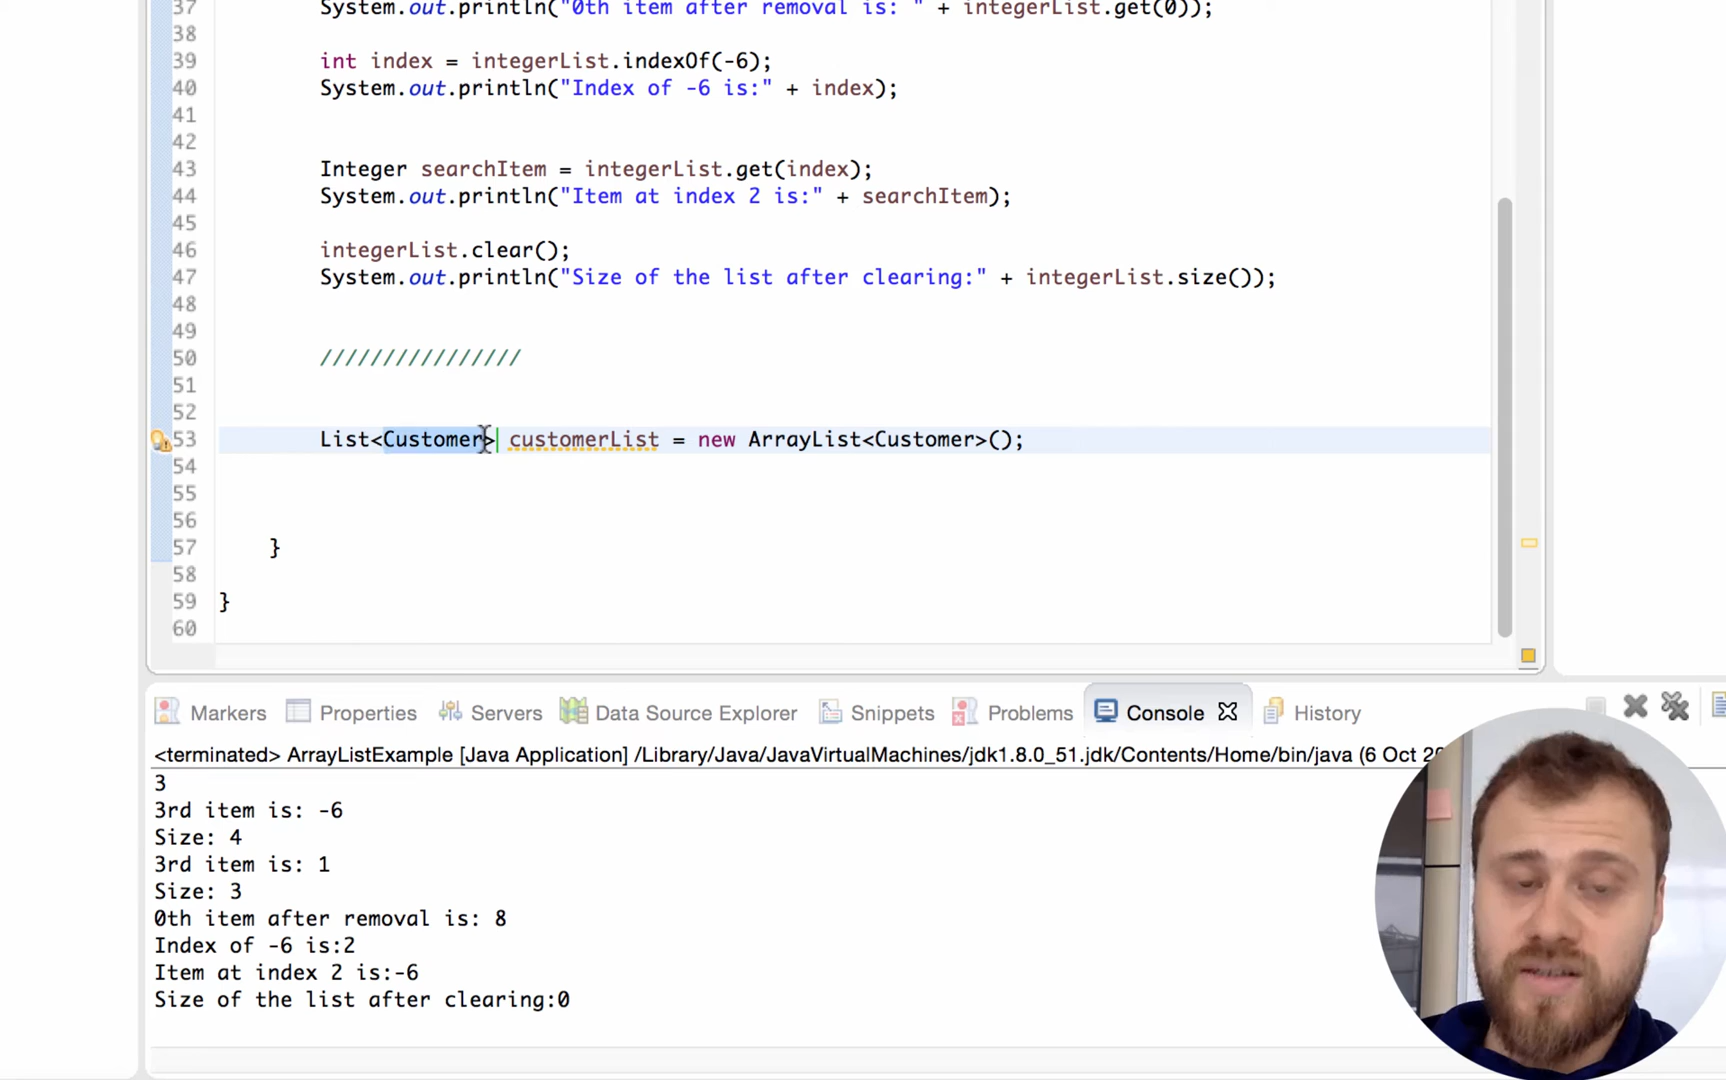 37 System.out.println("0th item after removal is: " + integerList.get(0));
38
39 int index = integerList.indexOf(-6);
40 System.out.println("Index of -6 is:" + index);
41
42
43 Integer searchItem = integerList.get(index);
44 System.out.println("Item at index 2 is:" + searchItem);
45
46 integerList.clear();
47 System.out.println("Size of the list after clearing:" + integerList.size());
48
49
50 ////////////////
51
52
53 List<Customer> customerList = new ArrayList<Customer>();
54
55
56
57 }
58
59 }
60
Markers Properties Servers Data Source Explorer Snippets Problems Console History
<terminated> ArrayListExample [Java Application] /Library/Java/JavaVirtualMachines/jdk1.8.0_51.jdk/Contents/Home/bin/java (6 Oct
3
3rd item is: -6
Size: 4
3rd item is: 1
Size: 3
0th item after removal is: 8
Index of -6 is:2
Item at index 2 is:-6
Size of the list after clearing:0